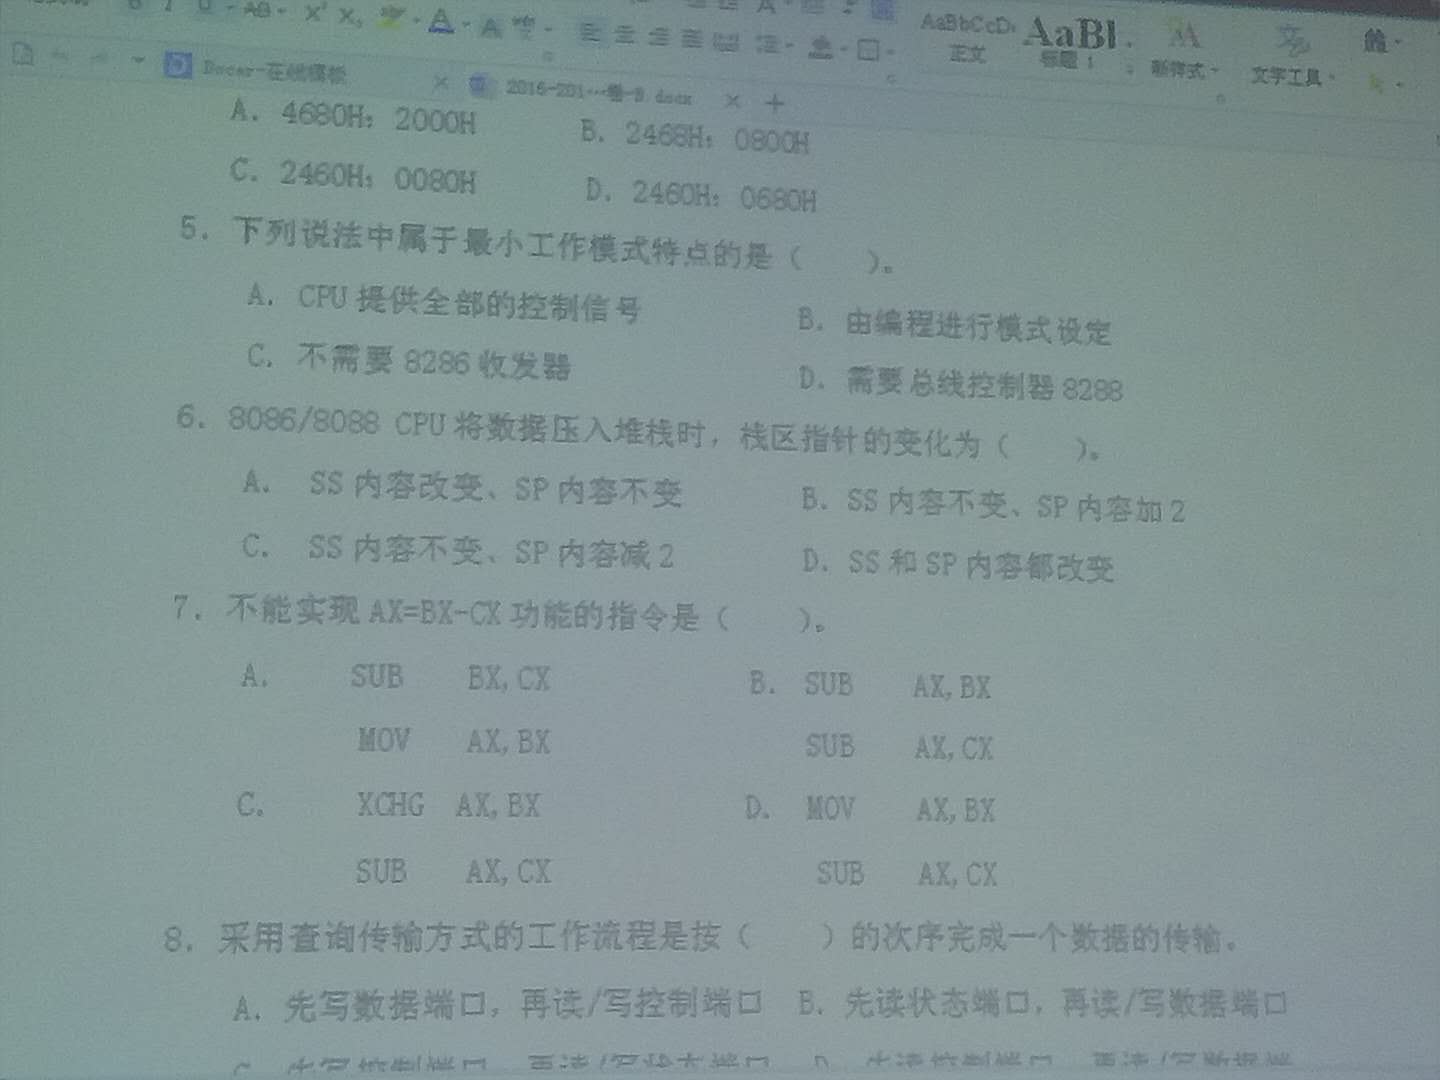 AaBbCcD
AaBl
正文
标题 1
新样式
文字工具
Docer-在线模板
2016-201…卷-B.docx
A. 4680H：2000H B. 2468H：0800H
C. 2460H：0080H D. 2460H：0680H
5. 下列说法中属于最小工作模式特点的是（ ）。
A. CPU 提供全部的控制信号 B. 由编程进行模式设定
C. 不需要 8286 收发器 D. 需要总线控制器 8288
6. 8086/8088 CPU 将数据压入堆栈时，栈区指针的变化为（ ）。
A. SS 内容改变、SP 内容不变 B. SS 内容不变、SP 内容加 2
C. SS 内容不变、SP 内容减 2 D. SS 和 SP 内容都改变
7. 不能实现 AX=BX-CX 功能的指令是（ ）。
A. SUB BX,CX B. SUB AX,BX
MOV AX,BX SUB AX,CX
C. XCHG AX,BX D. MOV AX,BX
SUB AX,CX SUB AX,CX
8. 采用查询传输方式的工作流程是按（ ）的次序完成一个数据的传输。
A. 先写数据端口，再读/写控制端口 B. 先读状态端口，再读/写数据端口